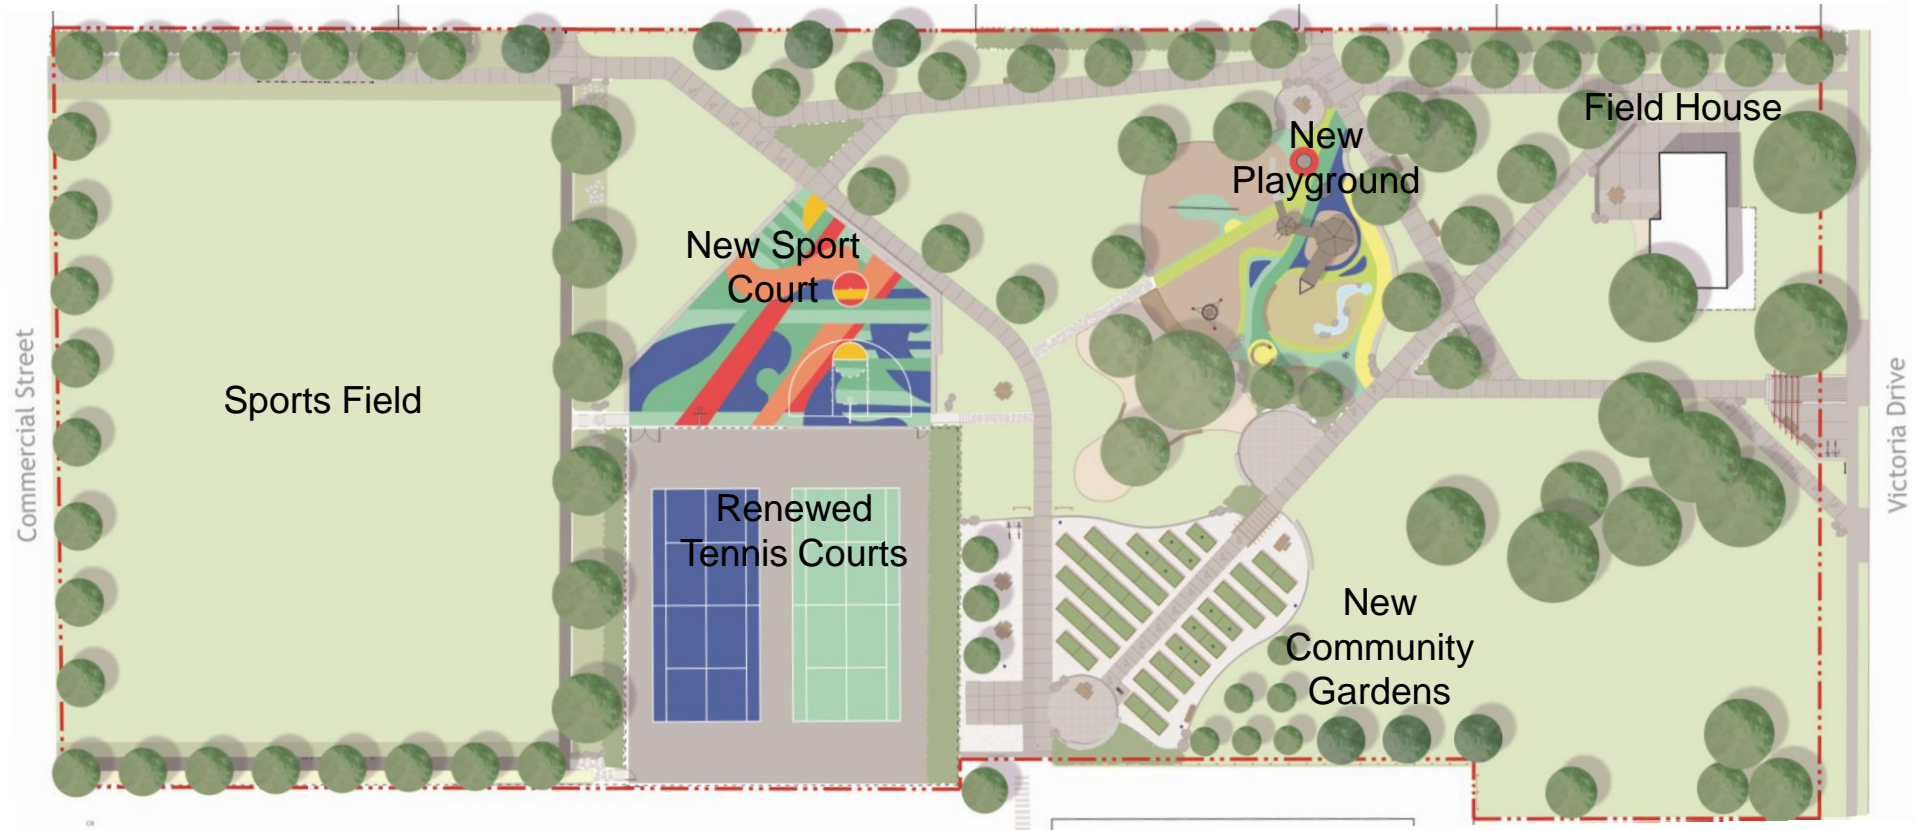 Field House
New
Playground
New Sport
Court
Commercial Street
Sports Field
Victoria Drive
Renewed
Tennis Courts
New
Community
Gardens